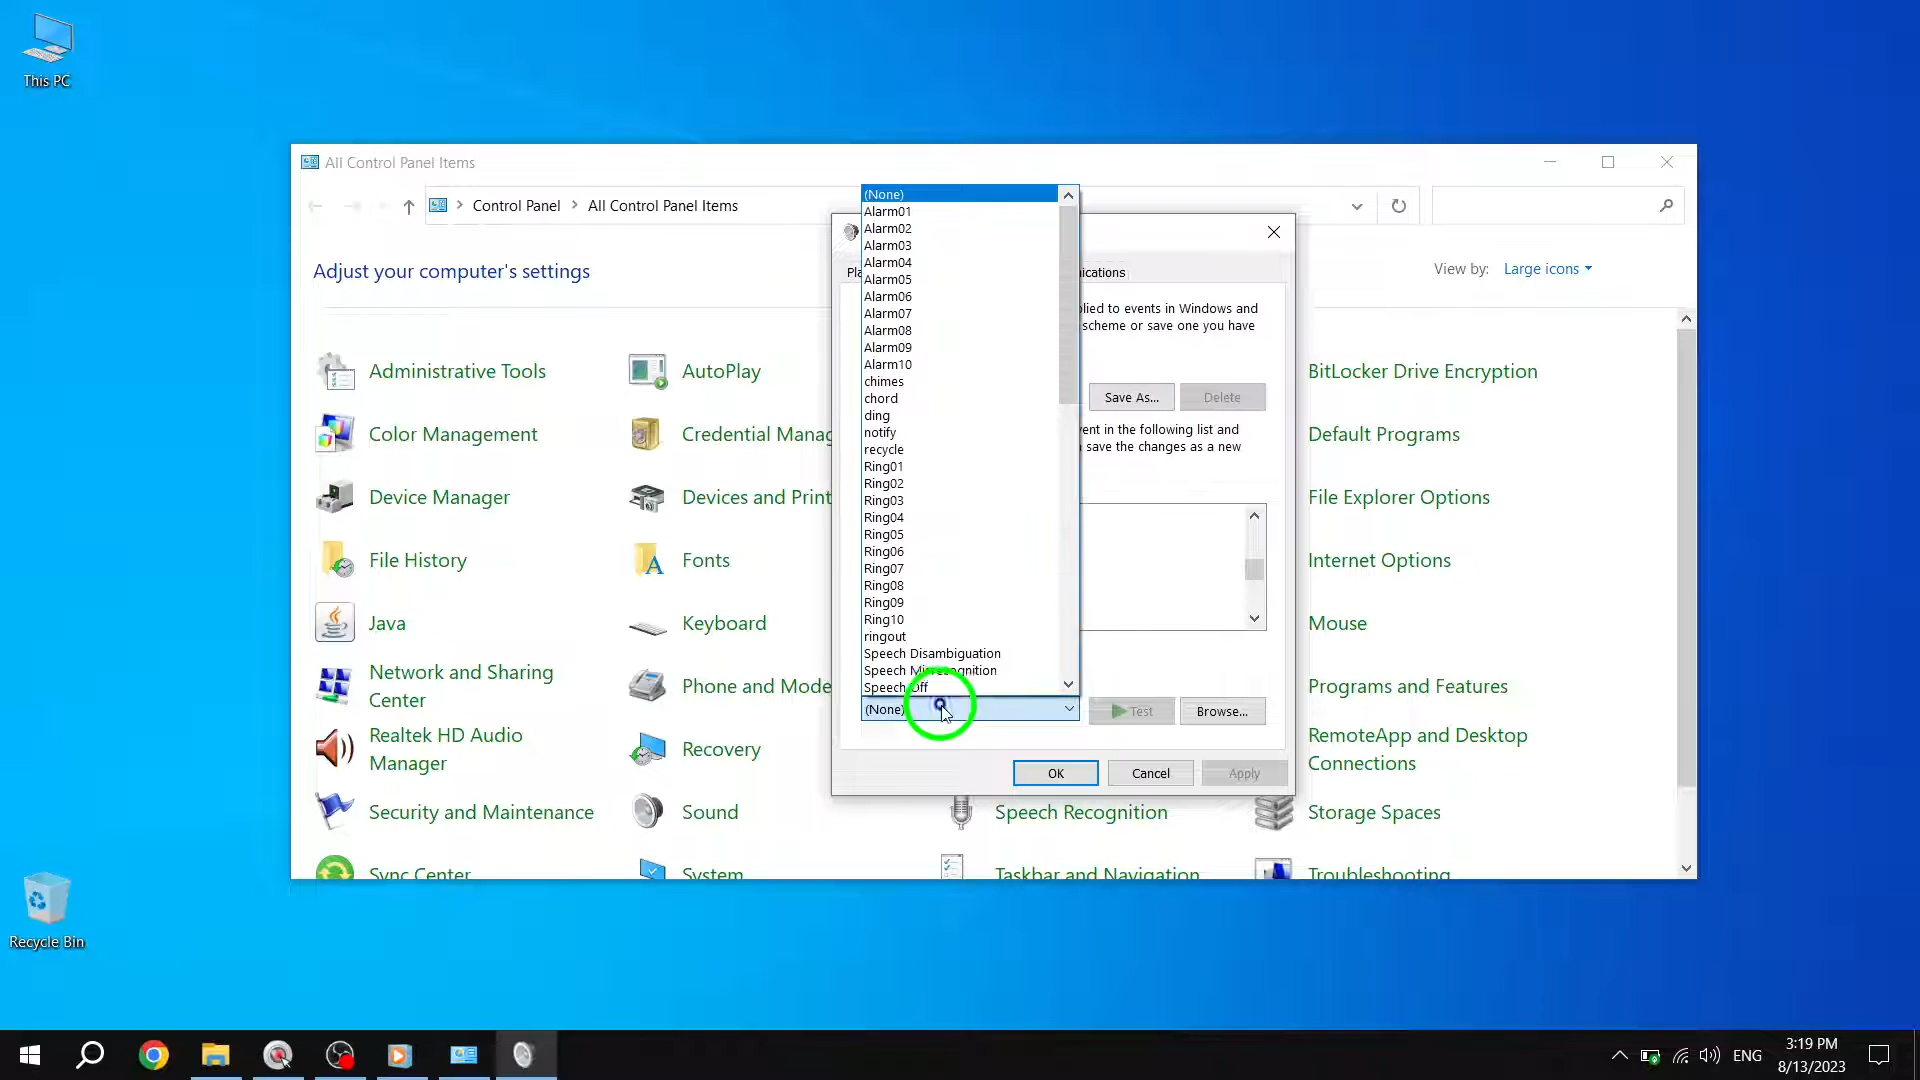 This PC
All Control Panel Items
Control Panel
All Control Panel Items
Adjust your computer's settings
View by:
Large icons
Administrative Tools
AutoPlay
BitLocker Drive Encryption
Color Management
Credential Manag
Default Programs
Device Manager
Devices and Print
File Explorer Options
File History
Fonts
Internet Options
Java
Keyboard
Mouse
Network and Sharing
Center
Phone and Mode
Programs and Features
Realtek HD Audio
Manager
Recovery
RemoteApp and Desktop
Connections
Security and Maintenance
Sound
Speech Recognition
Storage Spaces
Sync Center
System
Taskbar and Navigation
Troubleshooting
(None)
Alarm01
Alarm02
Alarm03
Alarm04
Alarm05
Alarm06
Alarm07
Alarm08
Alarm09
Alarm10
chimes
chord
ding
notify
recycle
Ring01
Ring02
Ring03
Ring04
Ring05
Ring06
Ring07
Ring08
Ring09
Ring10
ringout
Speech Disambiguation
Speech Misrecognition
Speech Off
(None)
Pla
ications
lied to events in Windows and
scheme or save one you have
Save As...
Delete
ent in the following list and
save the changes as a new
Test
Browse...
OK
Cancel
Apply
Recycle Bin
ENG
3:19 PM
8/13/2023